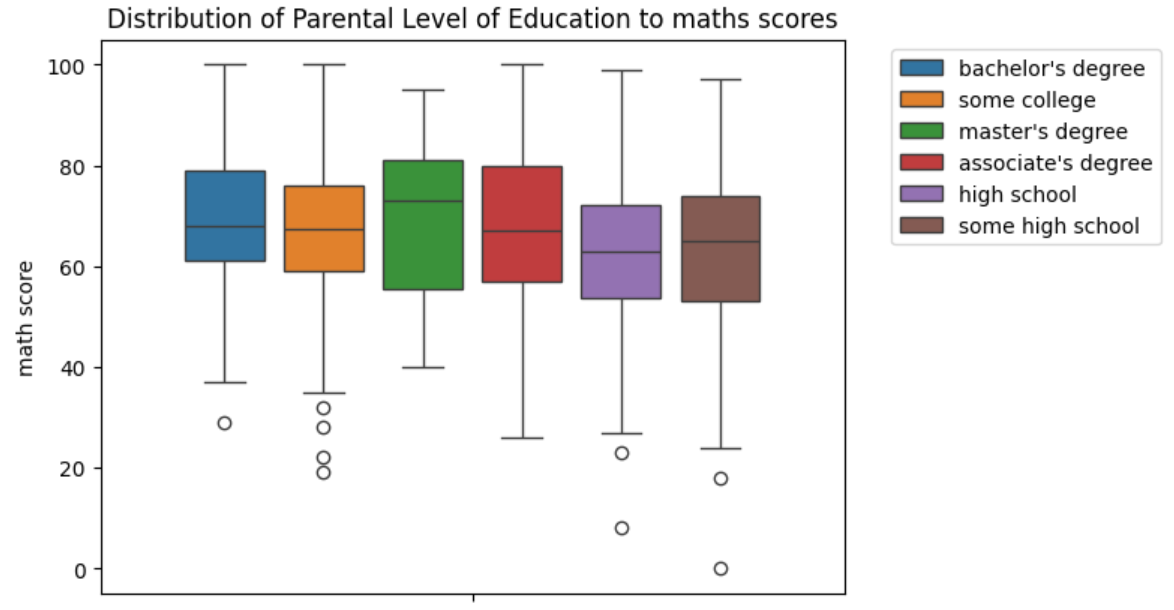 Distribution of Parental Level of Education to maths scores
100
80
60
40
20
0
math score
bachelor's degree
some college
master's degree
associate's degree
high school
some high school